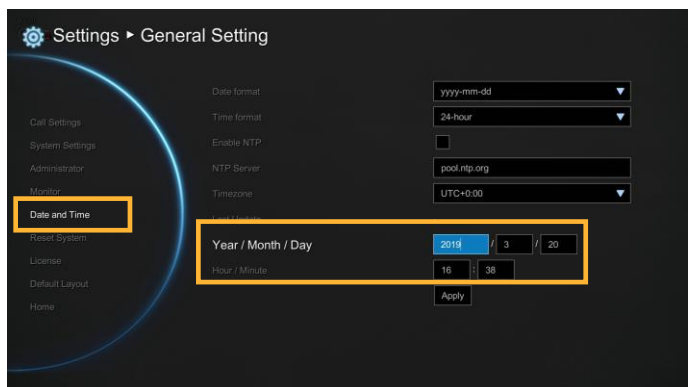 Settings ▸ General Setting
Date format
yyyy-mm-dd
Call Settings
Time format
24-hour
System Settings
Enable NTP
Administrator
NTP Server
pool.ntp.org
Monitor
Timezone
UTC+0:00
Date and Time
Last Update
Reset System
Year / Month / Day
2019 / 3 / 20
License
Hour / Minute
16 : 38
Default Layout
Apply
Home